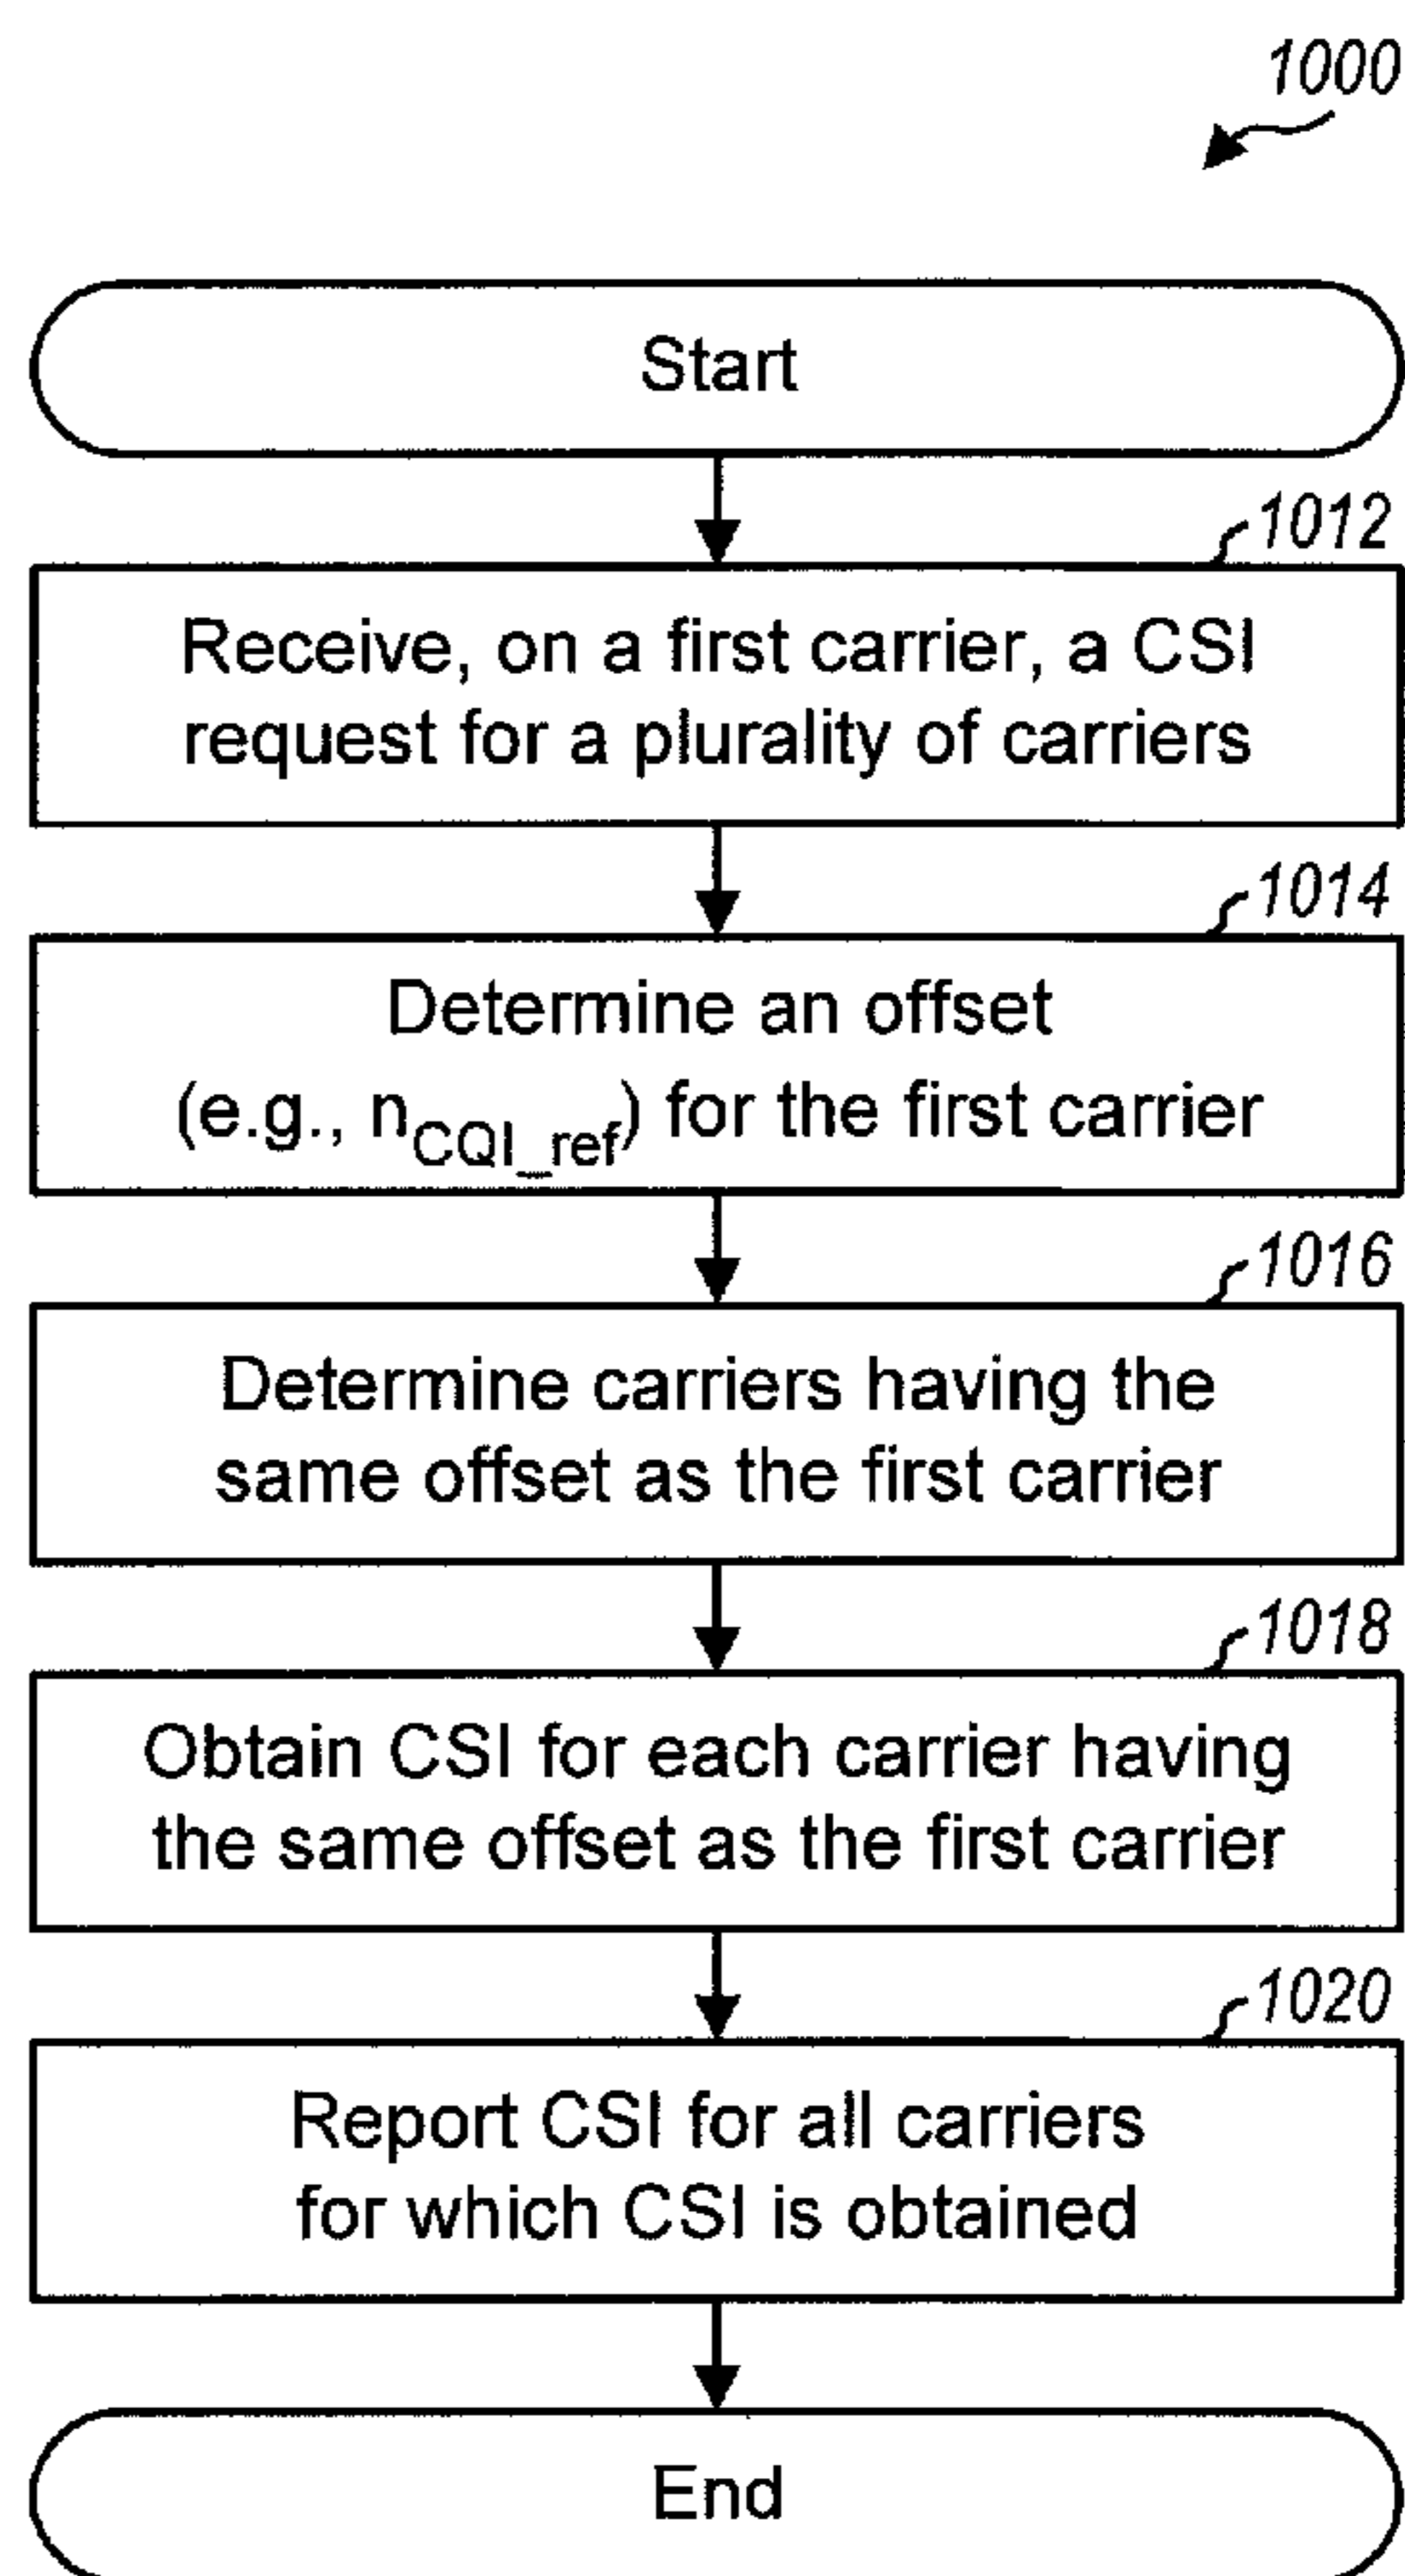 1000
Start
1012
Receive, on a first carrier, a CSI
request for a plurality of carriers
1014
Determine an offset
(e.g., nCQI_ref) for the first carrier
1016
Determine carriers having the
same offset as the first carrier
1018
Obtain CSI for each carrier having
the same offset as the first carrier
1020
Report CSI for all carriers
for which CSI is obtained
End